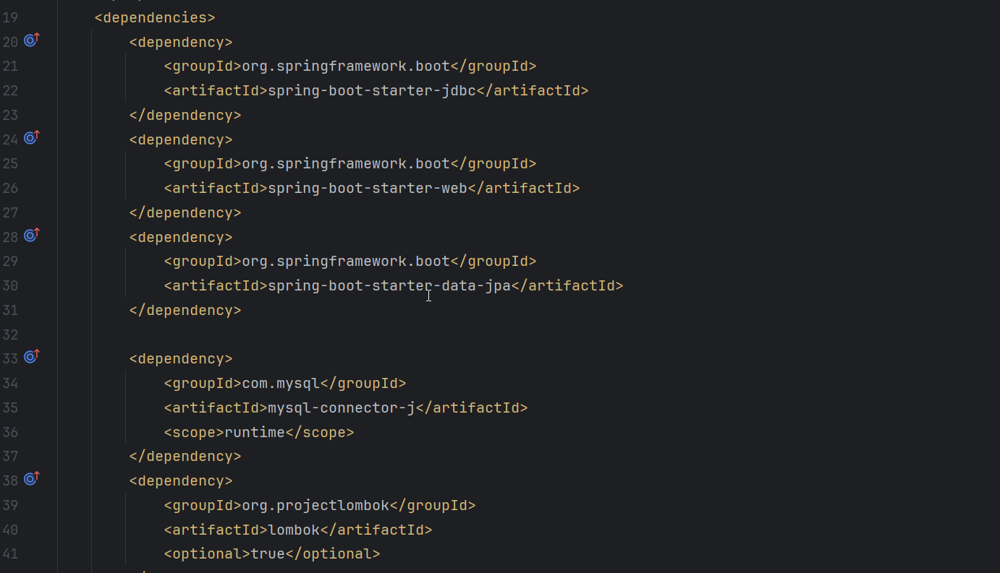 19 <dependencies>
20 <dependency>
21 <groupId>org.springframework.boot</groupId>
22 <artifactId>spring-boot-starter-jdbc</artifactId>
23 </dependency>
24 <dependency>
25 <groupId>org.springframework.boot</groupId>
26 <artifactId>spring-boot-starter-web</artifactId>
27 </dependency>
28 <dependency>
29 <groupId>org.springframework.boot</groupId>
30 <artifactId>spring-boot-starter-data-jpa</artifactId>
31 </dependency>
32
33 <dependency>
34 <groupId>com.mysql</groupId>
35 <artifactId>mysql-connector-j</artifactId>
36 <scope>runtime</scope>
37 </dependency>
38 <dependency>
39 <groupId>org.projectlombok</groupId>
40 <artifactId>lombok</artifactId>
41 <optional>true</optional>